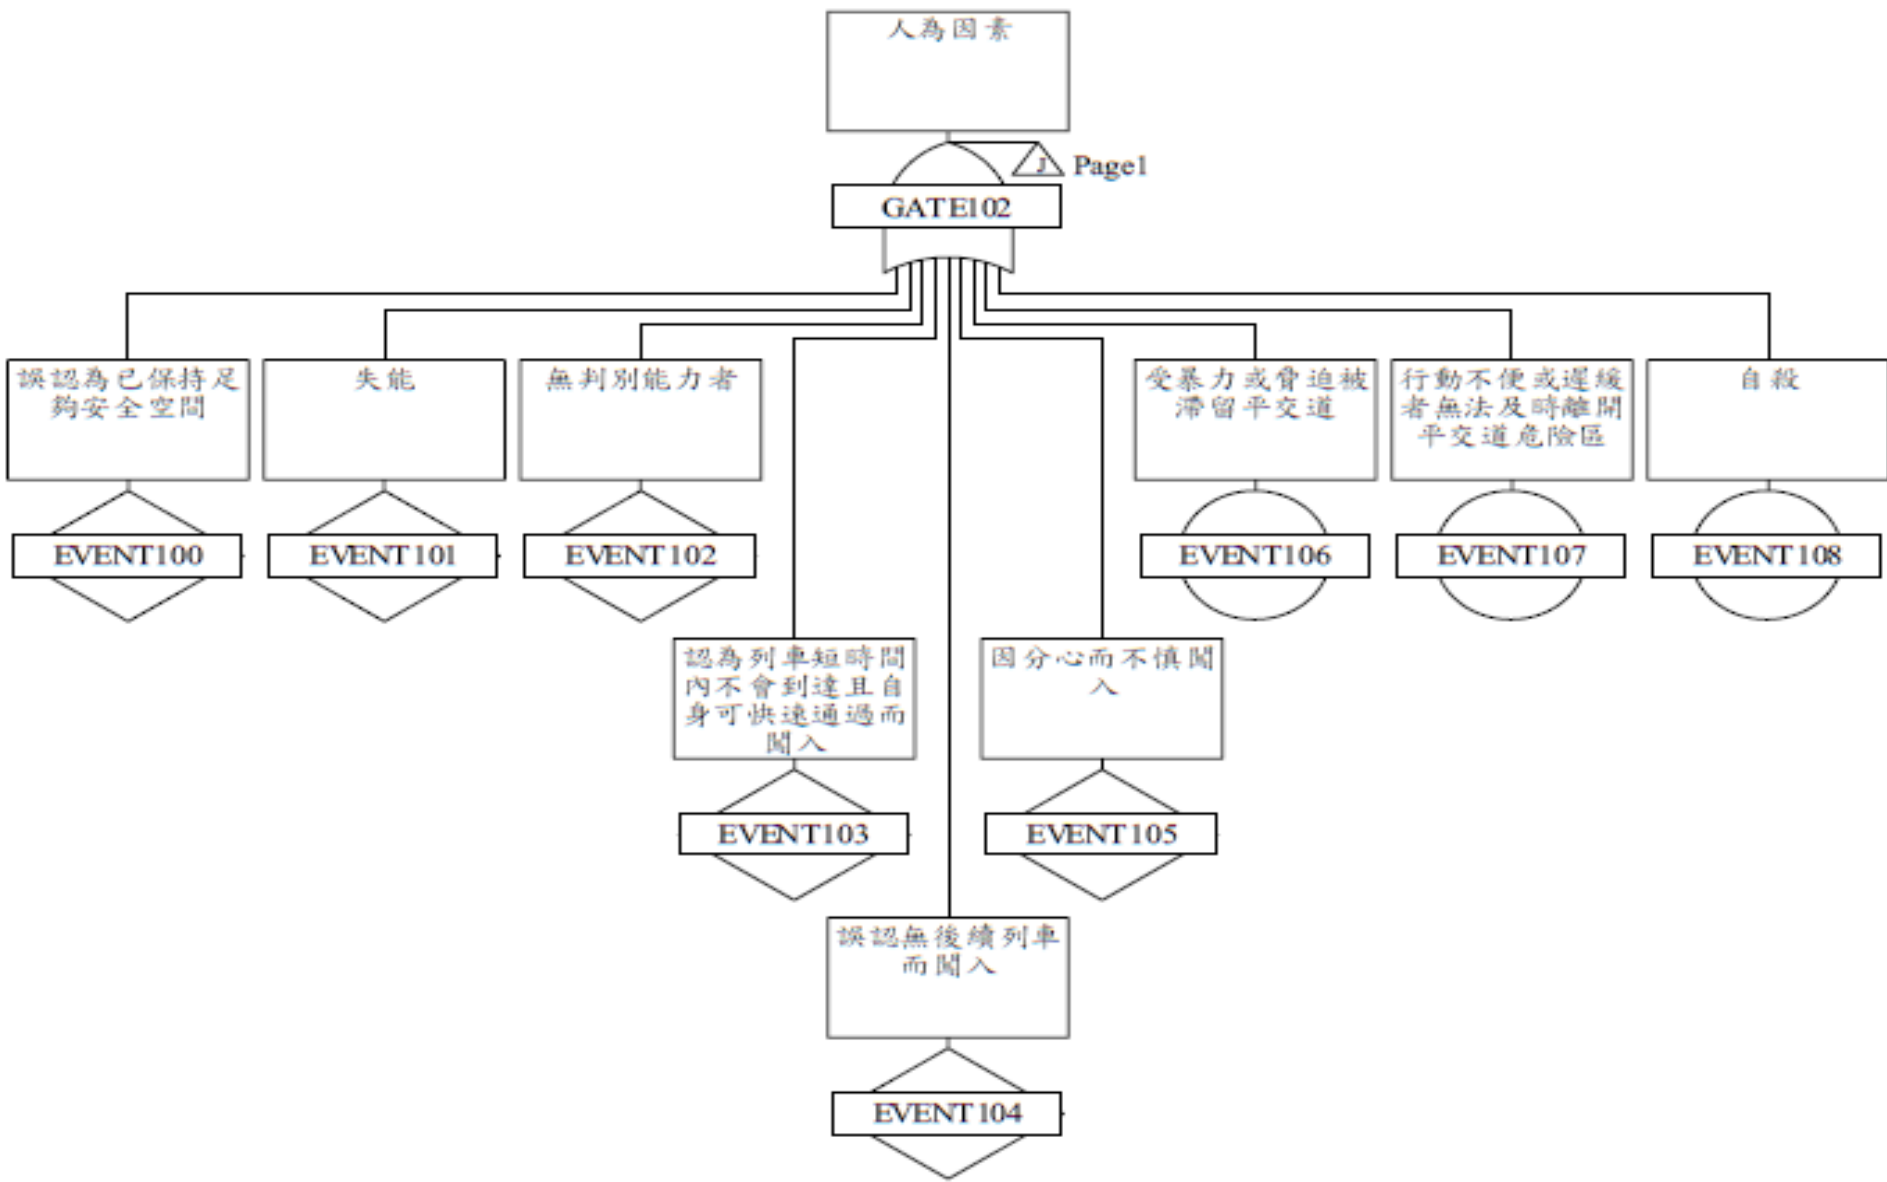 人為因素
J
Page1
GATE102
誤認為已保持足
夠安全空間
EVENT100
失能
EVENT101
無判別能力者
EVENT102
受暴力或脅迫被
滯留平交道
EVENT106
行動不便或遲緩
者無法及時離開
平交道危險區
EVENT107
自殺
EVENT108
認為列車短時間
內不會到達且自
身可快速通過而
闖入
EVENT103
因分心而不慎闖
入
EVENT105
誤認無後續列車
而闖入
EVENT104